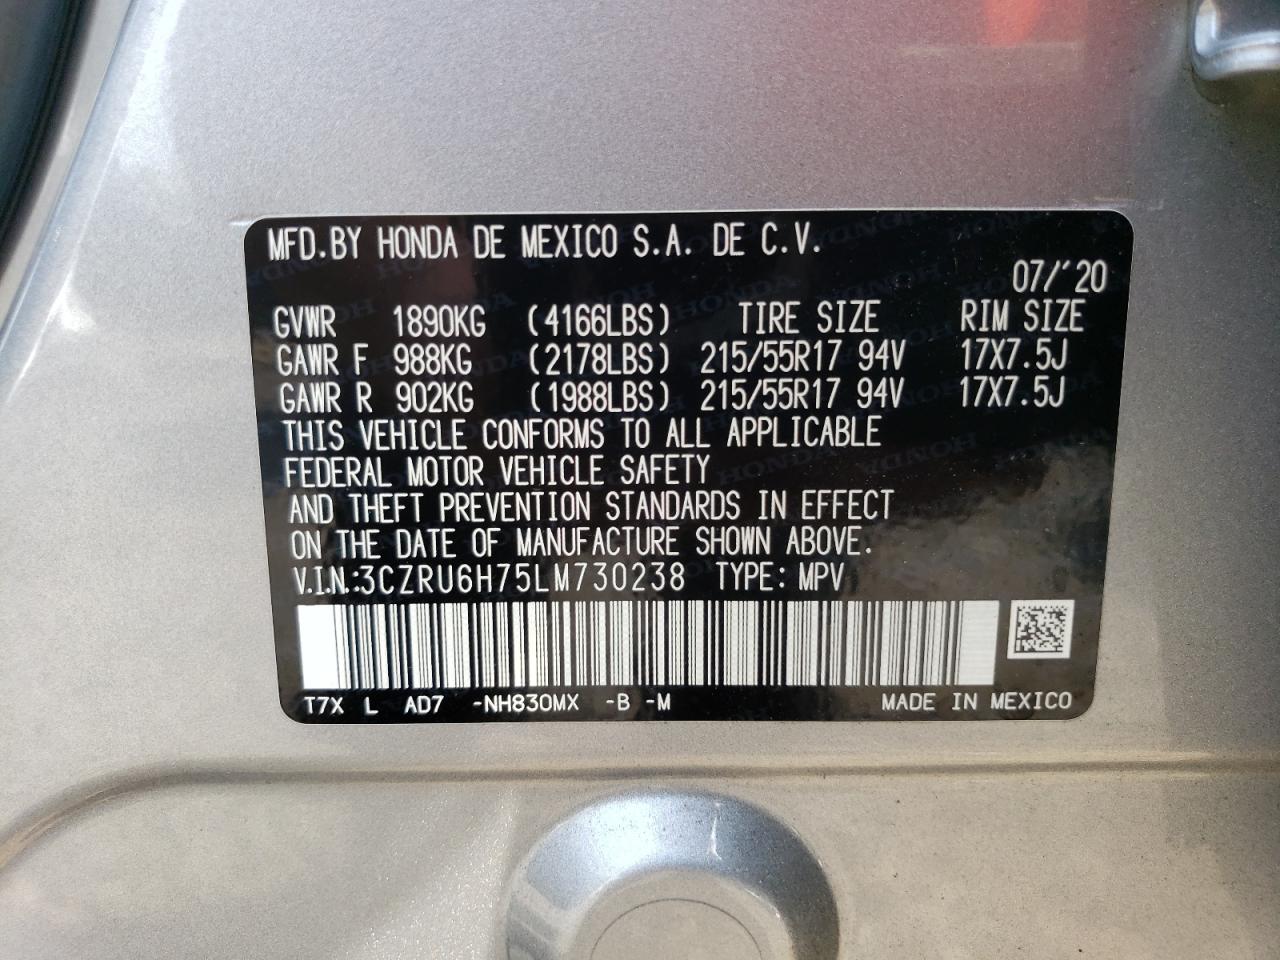 MFD.BY HONDA DE MEXICO S.A. DE C.V.
07/'20
GVWR 1890KG (4166LBS) TIRE SIZE RIM SIZE
GAWR F 988KG (2178LBS) 215/55R17 94V 17X7.5J
GAWR R 902KG (1988LBS) 215/55R17 94V 17X7.5J
THIS VEHICLE CONFORMS TO ALL APPLICABLE
FEDERAL MOTOR VEHICLE SAFETY
AND THEFT PREVENTION STANDARDS IN EFFECT
ON THE DATE OF MANUFACTURE SHOWN ABOVE.
V.I.N.:3CZRU6H75LM730238 TYPE: MPV
T7X L AD7 -NH830MX -B -M MADE IN MEXICO